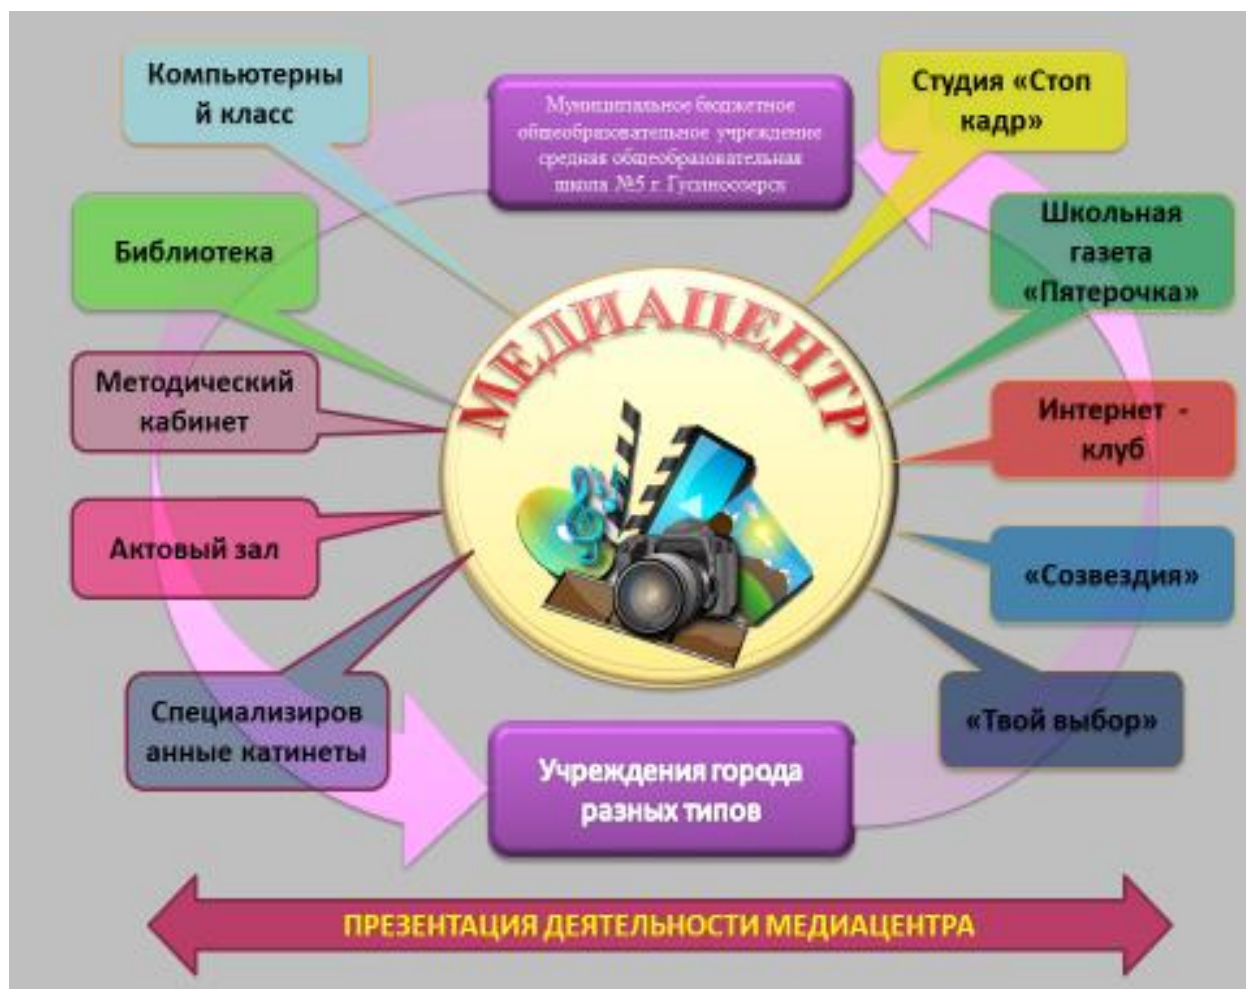 Компьютерны
й класс
Муниципальное бюджетное
общеобразовательное учреждение
средняя общеобразовательная
школа №5 г. Гусиноозерск
Студия «Стоп
кадр»
Библиотека
Школьная
газета
«Пятерочка»
МЕДИАЦЕНТР
Методический
кабинет
Интернет -
клуб
Актовый зал
«Созвездия»
Специализиров
анные катинеты
«Твой выбор»
Учреждения города
разных типов
ПРЕЗЕНТАЦИЯ ДЕЯТЕЛЬНОСТИ МЕДИАЦЕНТРА